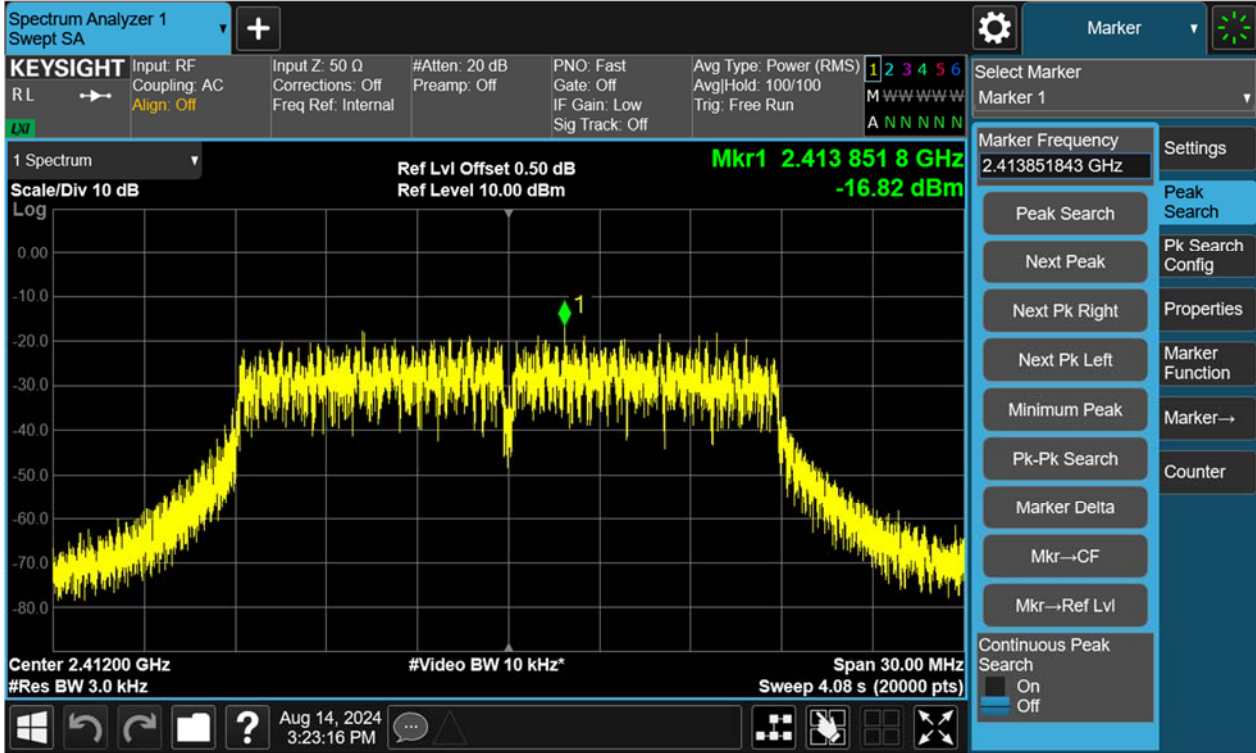 Spectrum Analyzer 1
Swept SA
+
Marker
KEYSIGHT
RL
LXI
Input: RF
Coupling: AC
Align: Off
Input Z: 50 Ω
Corrections: Off
Freq Ref: Internal
#Atten: 20 dB
Preamp: Off
PNO: Fast
Gate: Off
IF Gain: Low
Sig Track: Off
Avg Type: Power (RMS)
Avg|Hold: 100/100
Trig: Free Run
1 2 3 4 5 6
M W W W W W
A N N N N N
Select Marker
Marker 1
1 Spectrum
Scale/Div 10 dB
Log
Ref Lvl Offset 0.50 dB
Ref Level 10.00 dBm
Mkr1 2.413 851 8 GHz
-16.82 dBm
0.00
-10.0
-20.0
-30.0
-40.0
-50.0
-60.0
-70.0
-80.0
1
Center 2.41200 GHz
#Res BW 3.0 kHz
#Video BW 10 kHz*
Span 30.00 MHz
Sweep 4.08 s (20000 pts)
Marker Frequency
2.413851843 GHz
Peak Search
Next Peak
Next Pk Right
Next Pk Left
Minimum Peak
Pk-Pk Search
Marker Delta
Mkr→CF
Mkr→Ref Lvl
Continuous Peak
Search
On
Off
Settings
Peak
Search
Pk Search
Config
Properties
Marker
Function
Marker→
Counter
?
Aug 14, 2024
3:23:16 PM